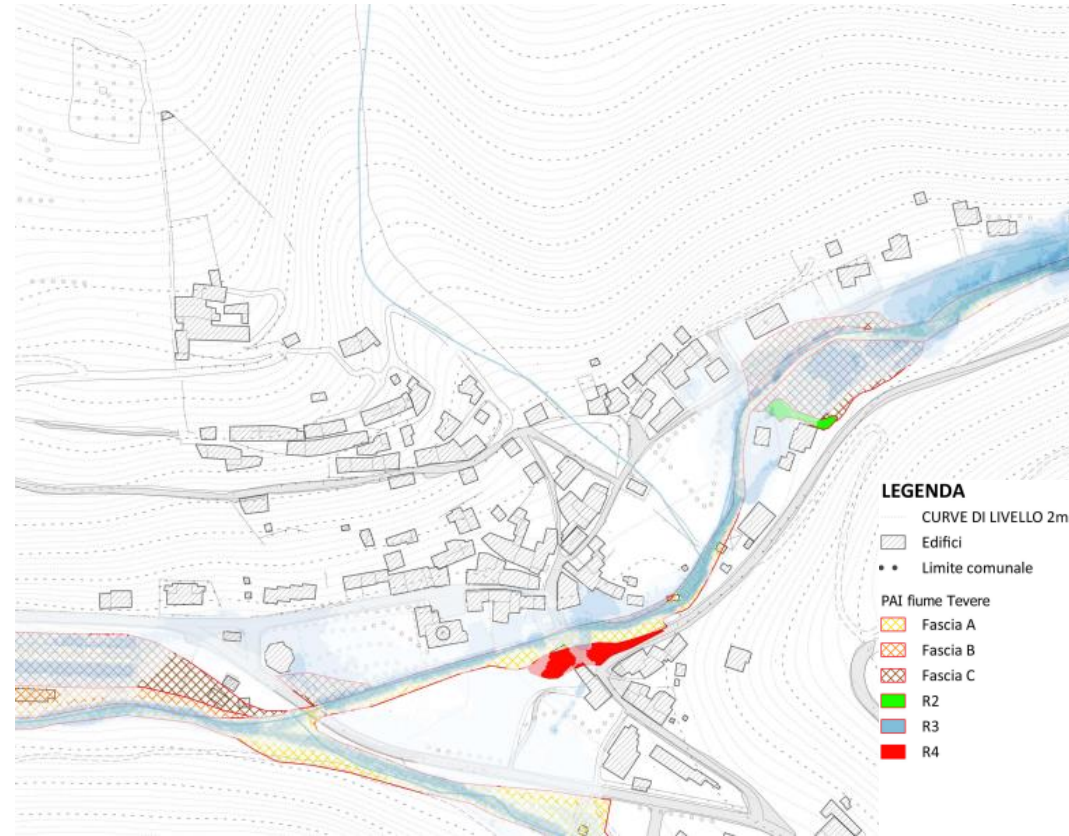 LEGENDA
CURVE DI LIVELLO 2m
Edifici
Limite comunale
PAI fiume Tevere
Fascia A
Fascia B
Fascia C
R2
R3
R4